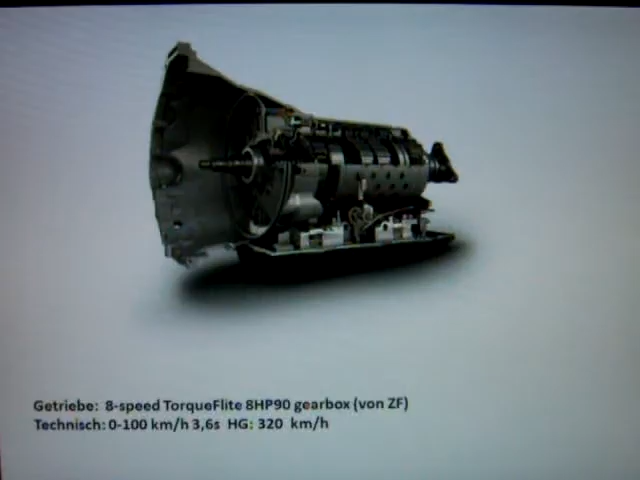 Getriebe: 8-speed TorqueFlite 8HP90 gearbox (von ZF)
Technisch: 0-100 km/h 3,6s HG: 320 km/h